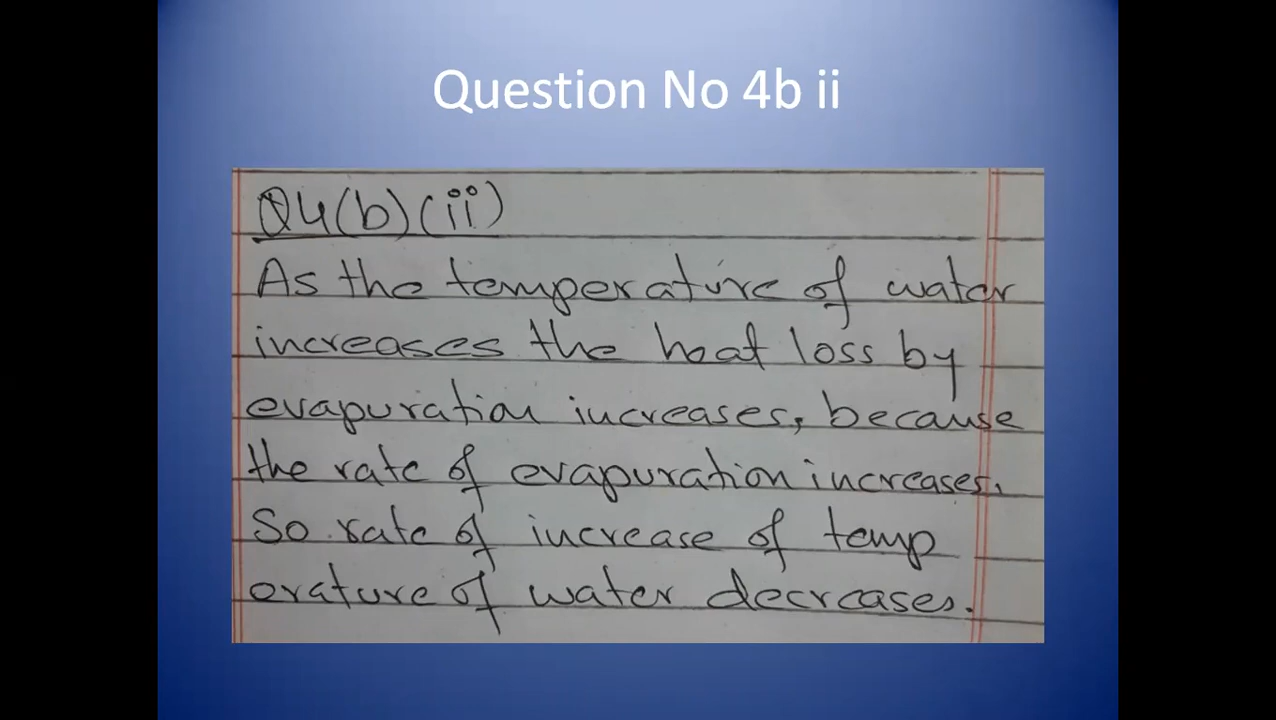 Question No 4b ii
Q4(b)(ii)
As the temperature of water
increases the heat loss by
evapuration increases, because
the rate of evapuration increases.
So rate of increase of temp
erature of water decreases.